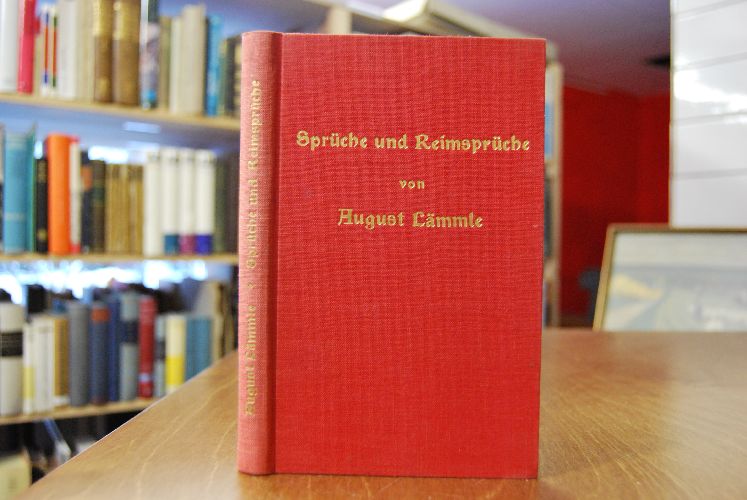 Sprüche und Reimsprüche
von
August Lämmle
August Lämmle * Sprüche und Reimsprüche